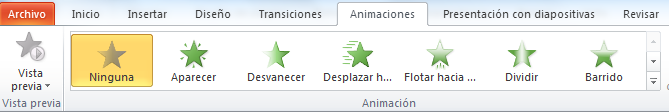 Archivo Inicio Insertar Diseño Transiciones Animaciones Presentación con diapositivas Revisar
Vista previa
Ninguna Aparecer Desvanecer Desplazar h... Flotar hacia ... Dividir Barrido
Vista previa Animación